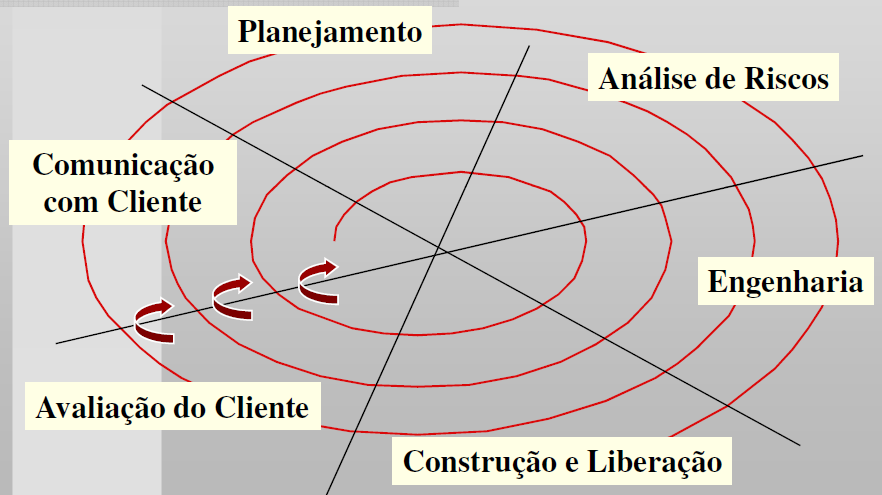 Planejamento
Análise de Riscos
Comunicação
com Cliente
Engenharia
Avaliação do Cliente
Construção e Liberação